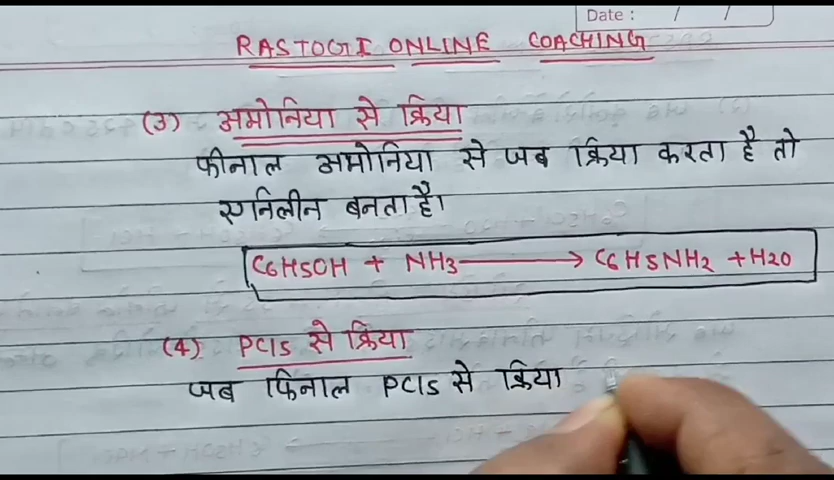 Date : / /
RASTOGI ONLINE COACHING
(3) अमोनिया से क्रिया
फीनाल अमोनिया से जब क्रिया करता है तो
एनिलीन बनता है।
C6H5OH + NH3 → C6H5NH2 + H2O
(4) PCl5 से क्रिया
जब फिनाल PCl5 से क्रिया